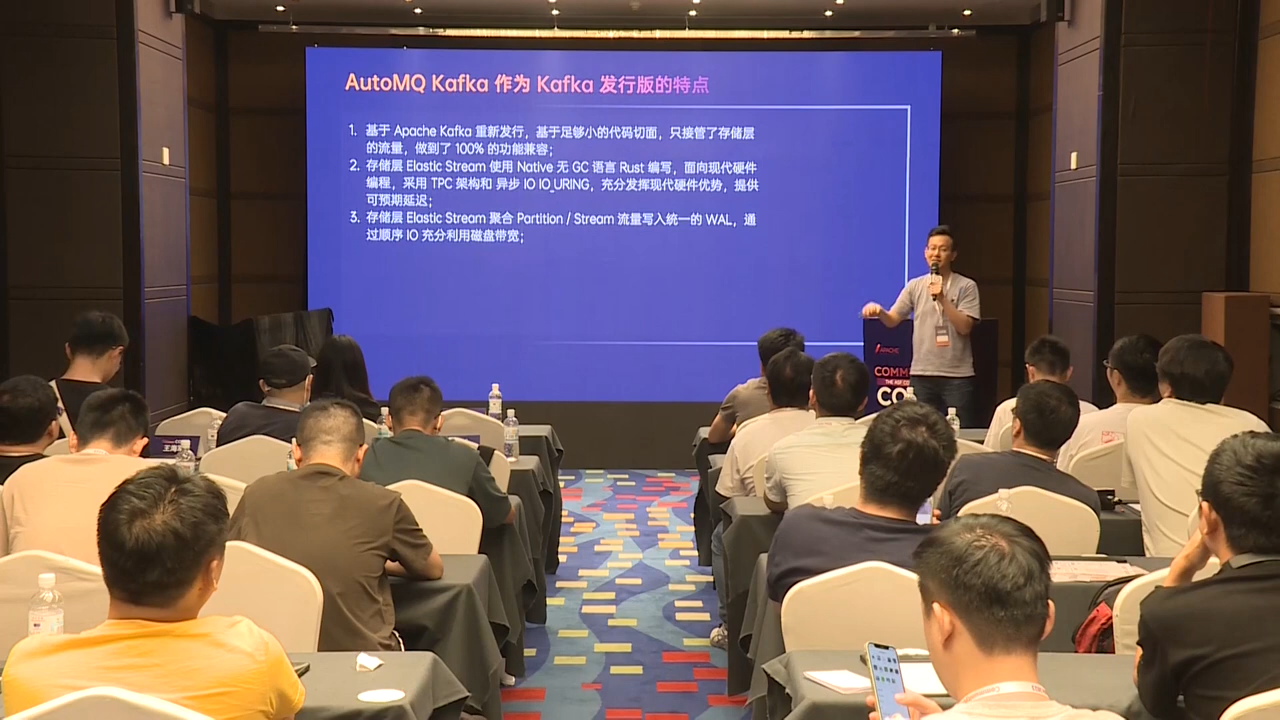 AutoMQ Kafka 作为 Kafka 发行版的特点
1. 基于 Apache Kafka 重新发行，基于足够小的代码切面，只接管了存储层
的流量，做到了 100% 的功能兼容；
2. 存储层 Elastic Stream 使用 Native 无 GC 语言 Rust 编写，面向现代硬件
编程，采用 TPC 架构和 异步 IO IO_URING，充分发挥现代硬件优势，提供
可预期延迟；
3. 存储层 Elastic Stream 聚合 Partition / Stream 流量写入统一的 WAL，通
过顺序 IO 充分利用磁盘带宽；
APACHE
COMM
THE ASF CO
CO